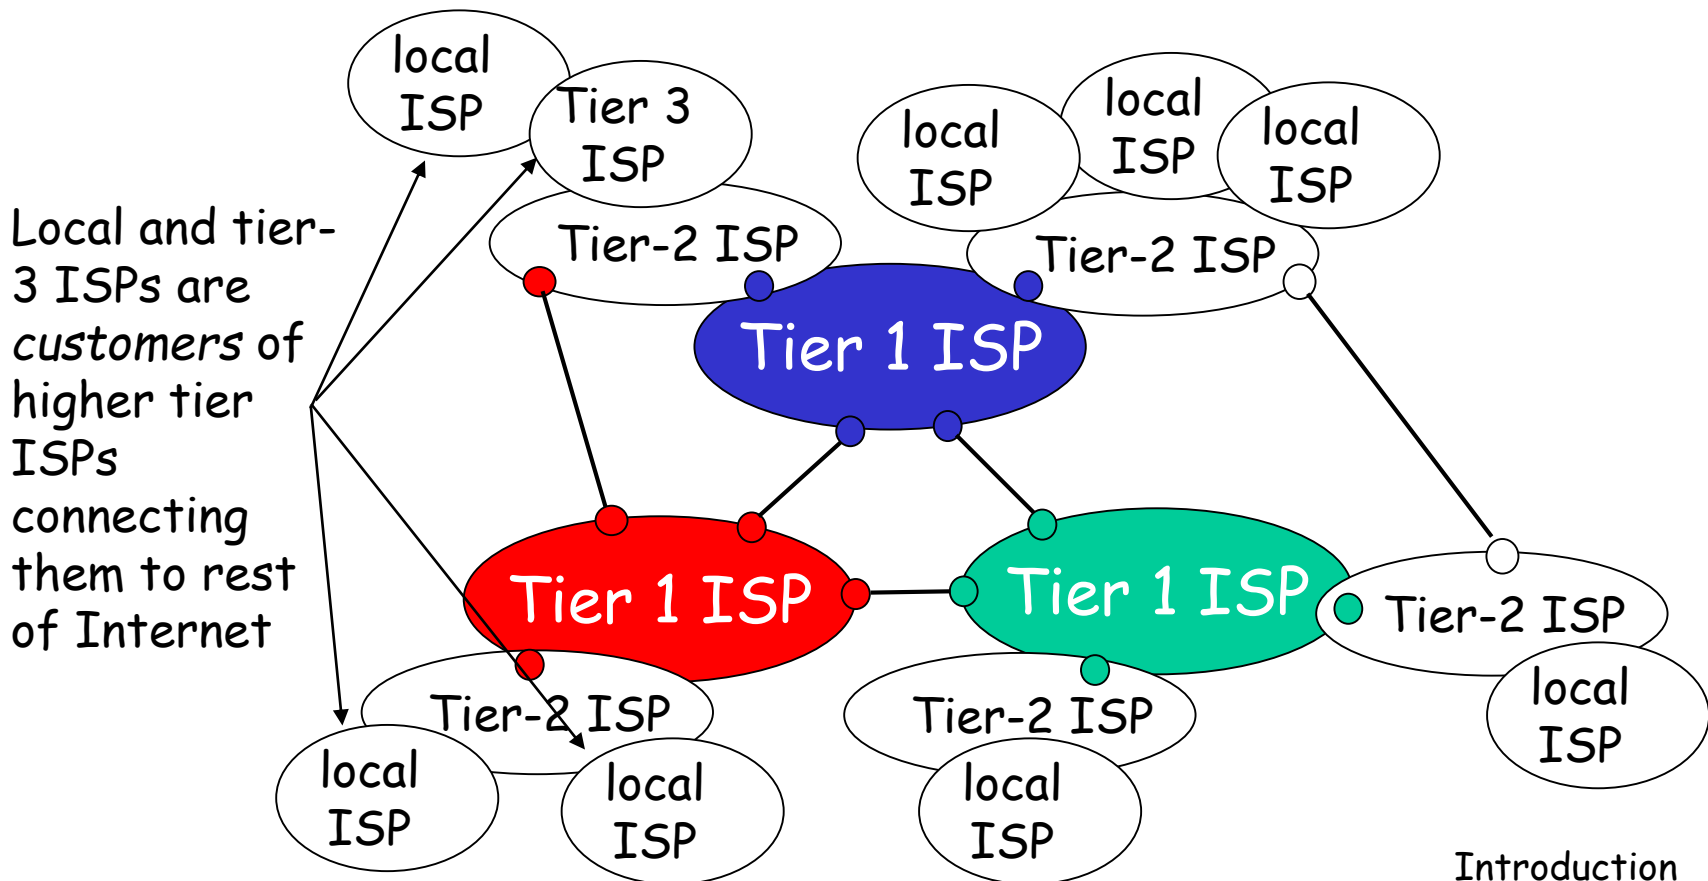 local
ISP
Tier 3
ISP
local
ISP
local
ISP
local
ISP
Tier-2 ISP
Tier-2 ISP
Local and tier-
3 ISPs are
customers of
higher tier
ISPs
connecting
them to rest
of Internet
Tier 1 ISP
Tier 1 ISP
Tier 1 ISP
Tier-2 ISP
Tier-2 ISP
Tier-2 ISP
local
ISP
local
ISP
local
ISP
local
ISP
Introduction